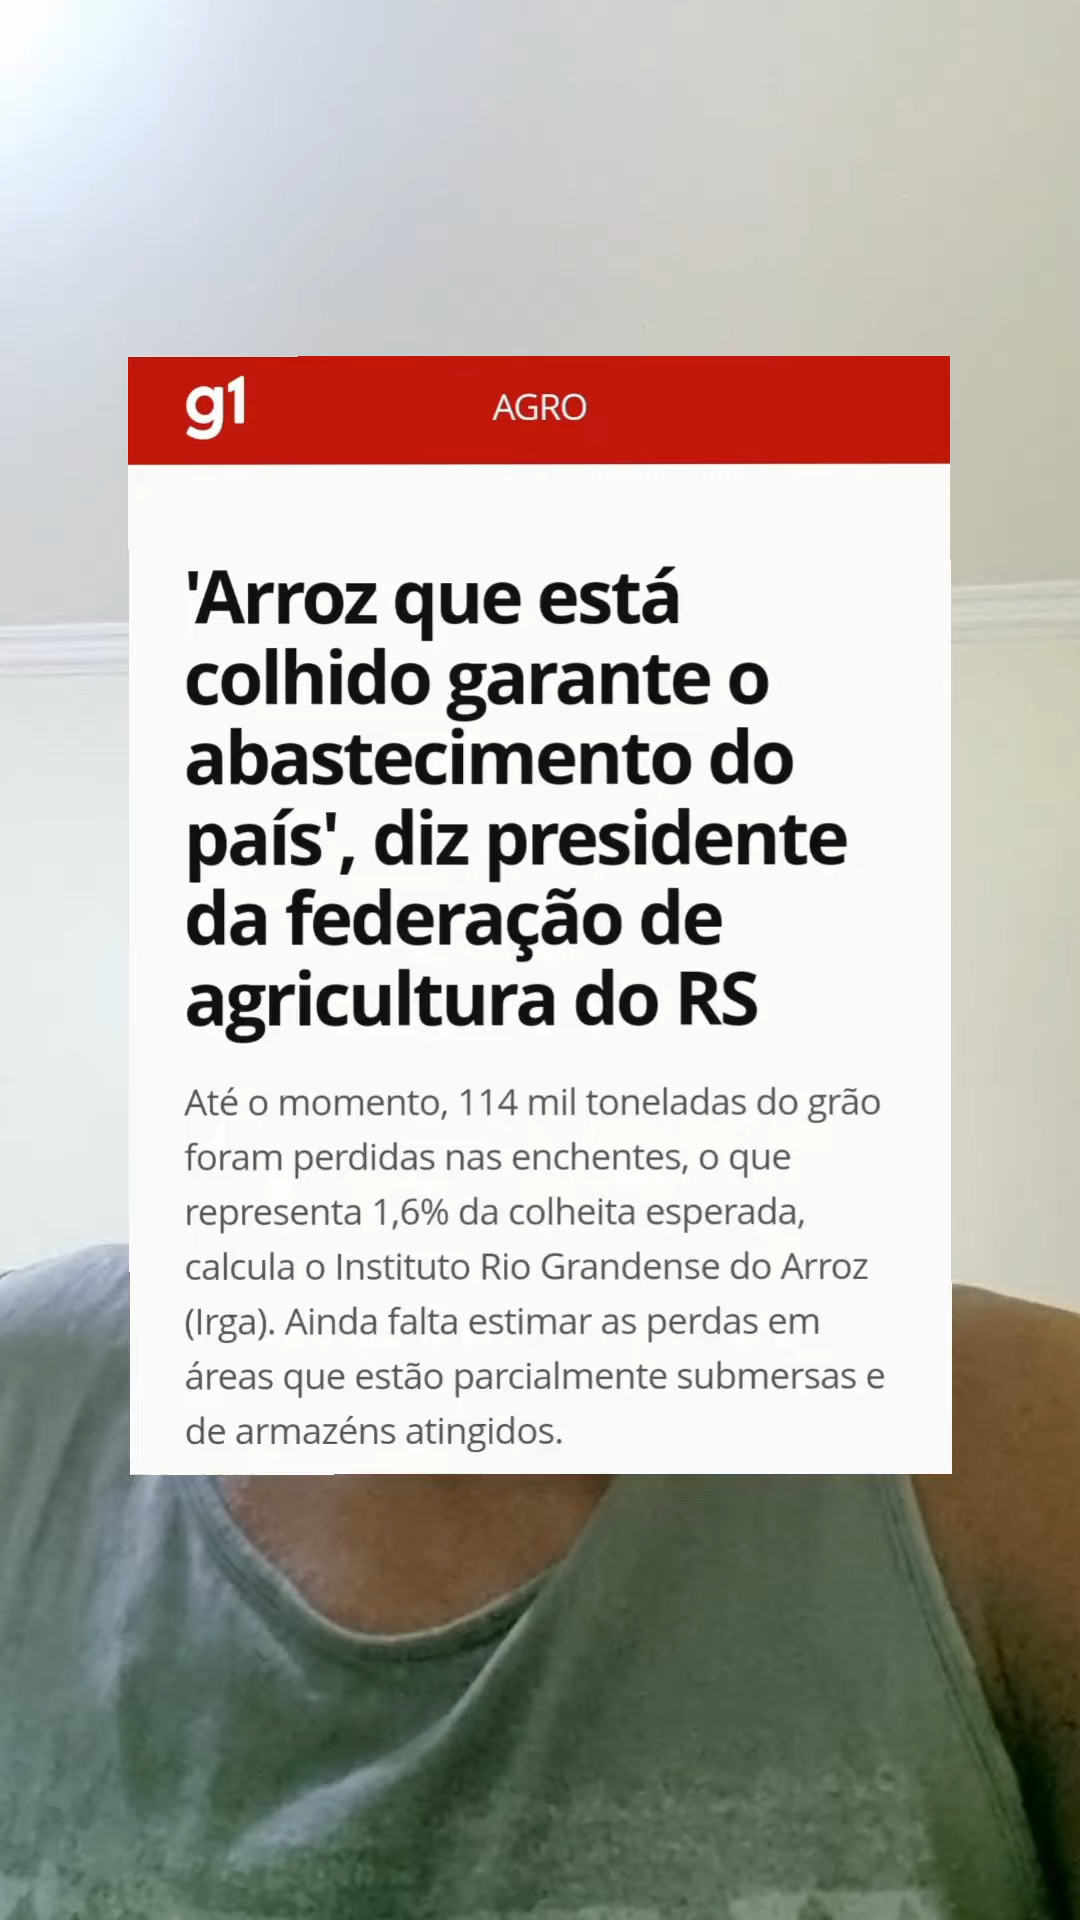 g1
AGRO
'Arroz que está
colhido garante o
abastecimento do
país', diz presidente
da federação de
agricultura do RS
Até o momento, 114 mil toneladas do grão
foram perdidas nas enchentes, o que
representa 1,6% da colheita esperada,
calcula o Instituto Rio Grandense do Arroz
(Irga). Ainda falta estimar as perdas em
áreas que estão parcialmente submersas e
de armazéns atingidos.